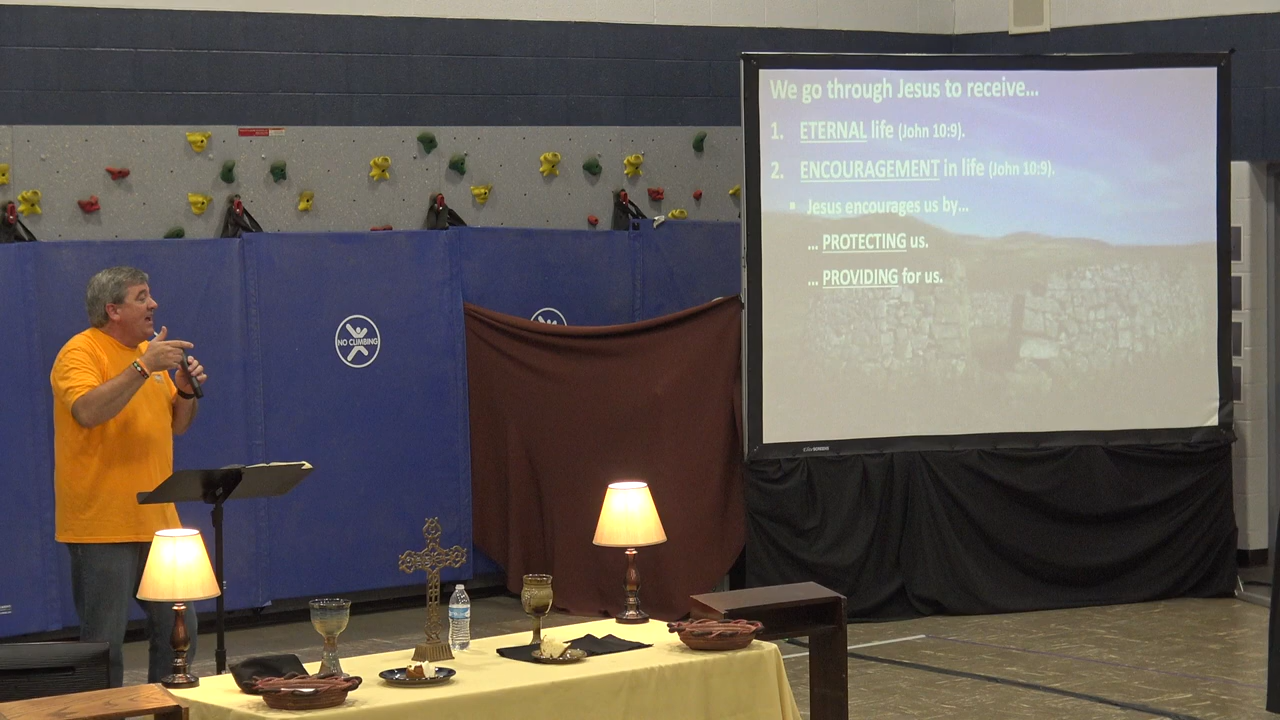 We go through Jesus to receive...
1. ETERNAL life (John 10:9).
2. ENCOURAGEMENT in life (John 10:9).
• Jesus encourages us by...
... PROTECTING us.
... PROVIDING for us.
NO CLIMBING